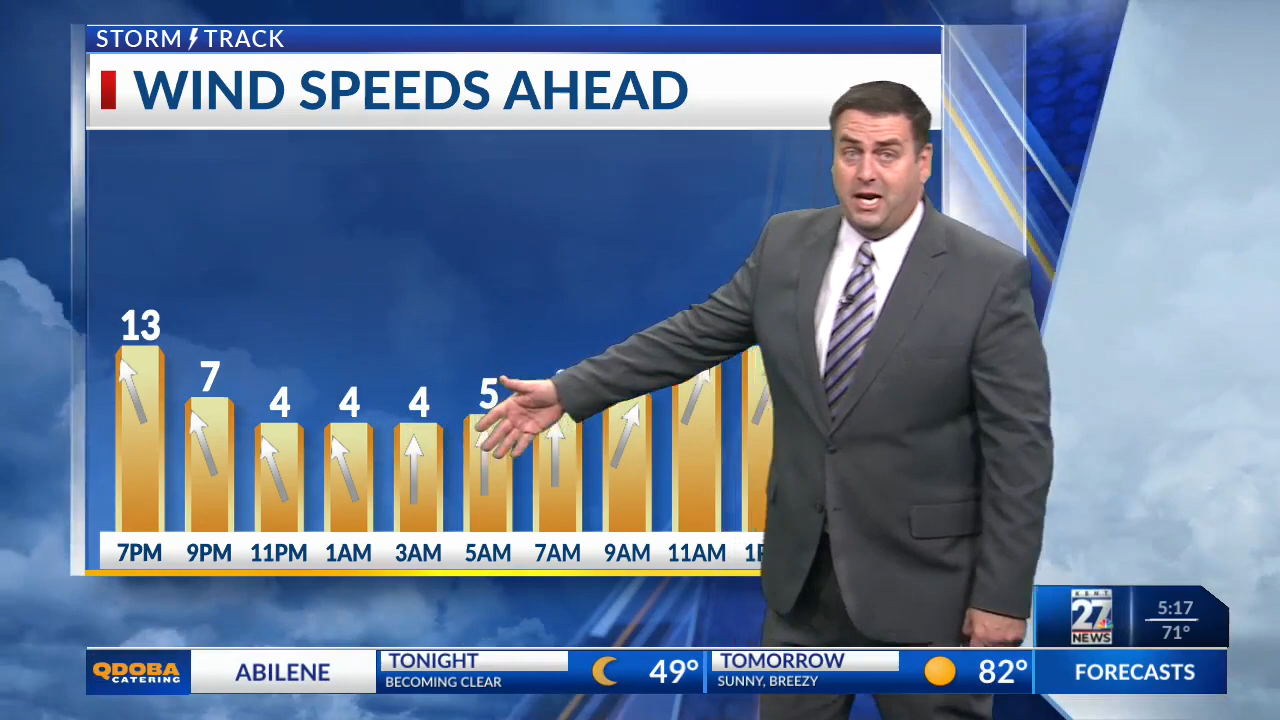 STORM TRACK
WIND SPEEDS AHEAD
13
7
4
4
4
5
7PM
9PM
11PM
1AM
3AM
5AM
7AM
9AM
11AM
QDOBA
CATERING
ABILENE
TONIGHT
BECOMING CLEAR
49°
TOMORROW
SUNNY, BREEZY
82°
FORECASTS
27
NEWS
5:17
71°